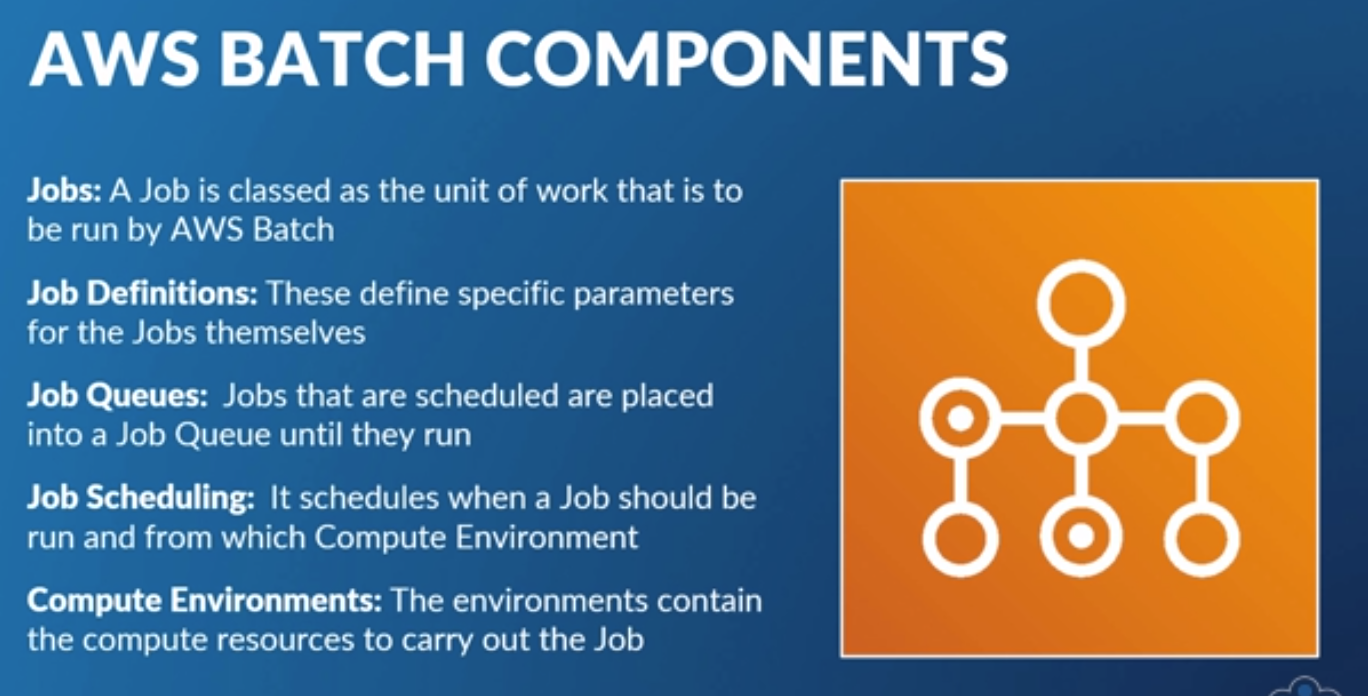 AWS BATCH COMPONENTS
Jobs: A Job is classed as the unit of work that is to
be run by AWS Batch
Job Definitions: These define specific parameters
for the Jobs themselves
Job Queues: Jobs that are scheduled are placed
into a Job Queue until they run
Job Scheduling: It schedules when a Job should be
run and from which Compute Environment
Compute Environments: The environments contain
the compute resources to carry out the Job